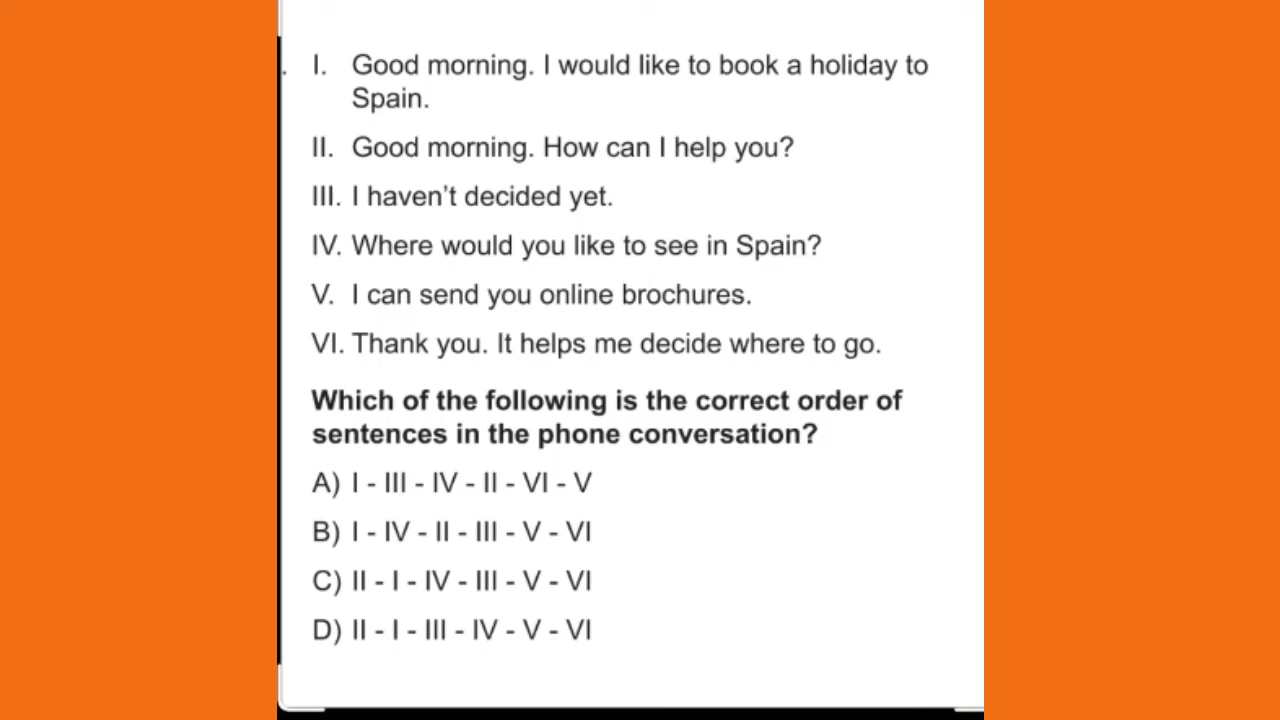 . I. Good morning. I would like to book a holiday to
Spain.
II. Good morning. How can I help you?
III. I haven't decided yet.
IV. Where would you like to see in Spain?
V. I can send you online brochures.
VI. Thank you. It helps me decide where to go.
Which of the following is the correct order of
sentences in the phone conversation?
A) I - III - IV - II - VI - V
B) I - IV - II - III - V - VI
C) II - I - IV - III - V - VI
D) II - I - III - IV - V - VI